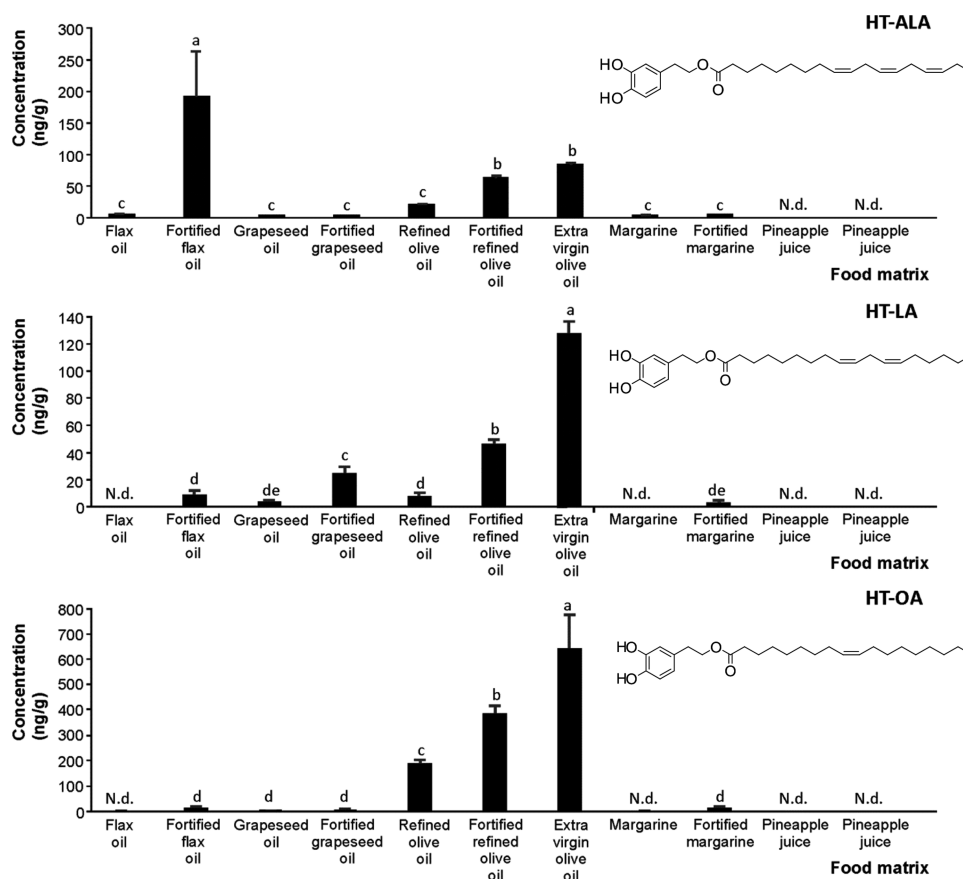 HT-ALA
Concentration
(ng/g)
300
250
200
150
100
50
0
a
b
b
c
c
c
c
c
c
N.d.
N.d.
HO
HO
O
O
Flax
oil
Fortified
flax
oil
Grapeseed
oil
Fortified
grapeseed
oil
Refined
olive
oil
Fortified
refined
olive
oil
Extra
virgin
olive
oil
Margarine
Fortified
margarine
Pineapple
juice
Pineapple
juice
Food matrix
HT-LA
Concentration
(ng/g)
140
120
100
80
60
40
20
0
N.d.
d
de
c
d
b
a
N.d.
de
N.d.
N.d.
HO
HO
O
O
Flax
oil
Fortified
flax
oil
Grapeseed
oil
Fortified
grapeseed
oil
Refined
olive
oil
Fortified
refined
olive
oil
Extra
virgin
olive
oil
Margarine
Fortified
margarine
Pineapple
juice
Pineapple
juice
Food matrix
HT-OA
Concentration
(ng/g)
800
700
600
500
400
300
200
100
0
N.d.
d
d
d
c
b
a
N.d.
d
N.d.
N.d.
HO
HO
O
O
Flax
oil
Fortified
flax
oil
Grapeseed
oil
Fortified
grapeseed
oil
Refined
olive
oil
Fortified
refined
olive
oil
Extra
virgin
olive
oil
Margarine
Fortified
margarine
Pineapple
juice
Pineapple
juice
Food matrix